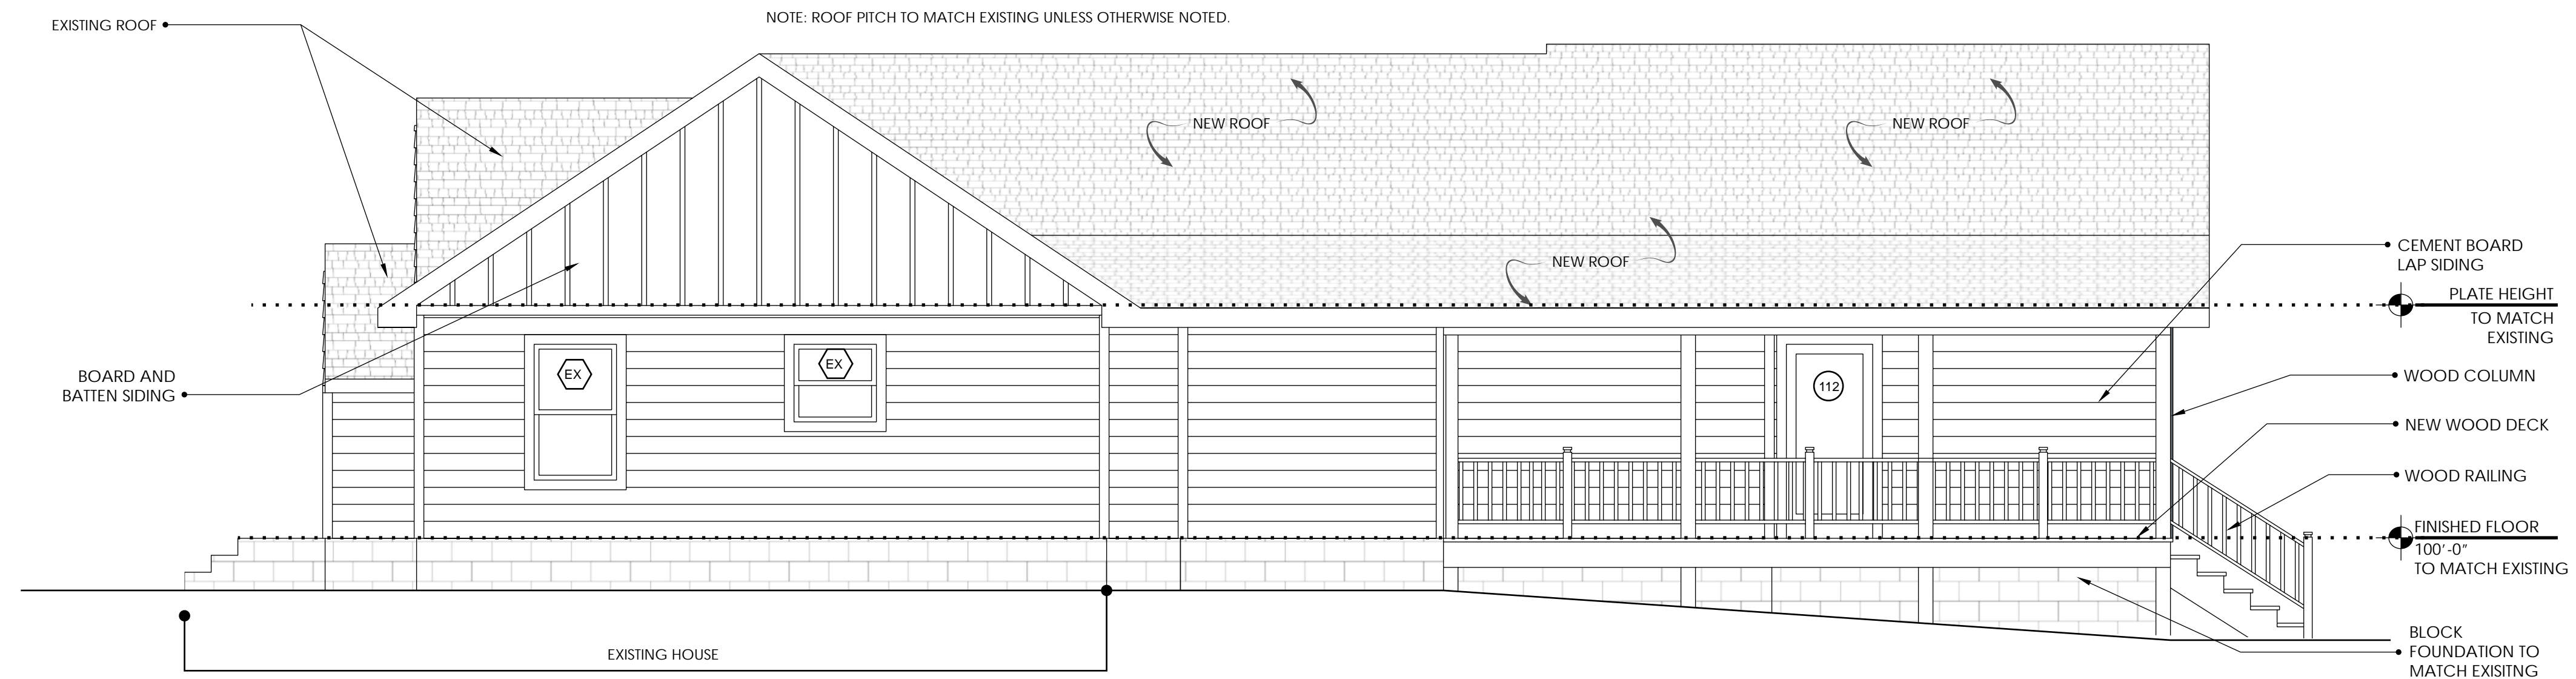 NOTE: ROOF PITCH TO MATCH EXISTING UNLESS OTHERWISE NOTED.
EXISTING ROOF
NEW ROOF
NEW ROOF
NEW ROOF
CEMENT BOARD
LAP SIDING
PLATE HEIGHT
TO MATCH
EXISTING
BOARD AND
BATTEN SIDING
EX
EX
112
WOOD COLUMN
NEW WOOD DECK
WOOD RAILING
FINISHED FLOOR
100'-0"
TO MATCH EXISTING
BLOCK
FOUNDATION TO
MATCH EXISITNG
EXISTING HOUSE